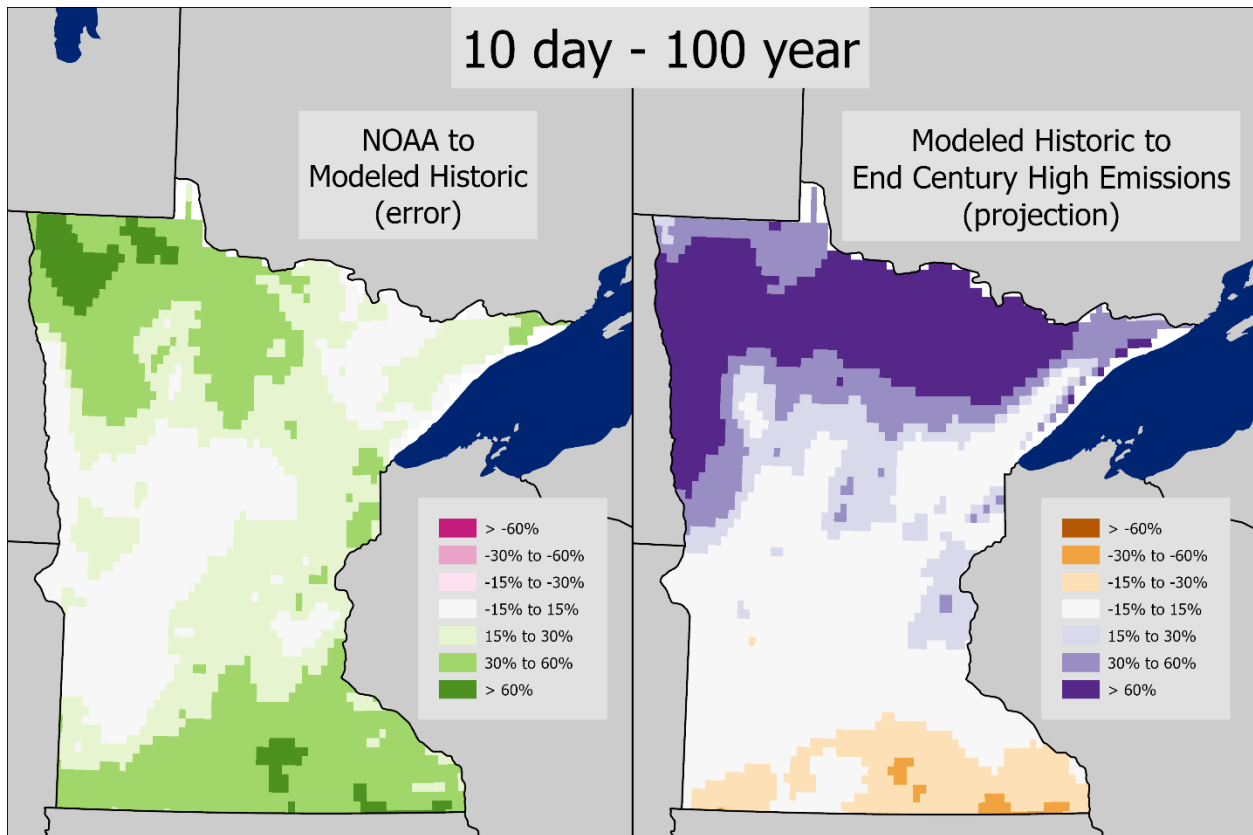 10 day - 100 year
NOAA to
Modeled Historic
(error)
> -60%
-30% to -60%
-15% to -30%
-15% to 15%
15% to 30%
30% to 60%
> 60%
Modeled Historic to
End Century High Emissions
(projection)
> -60%
-30% to -60%
-15% to -30%
-15% to 15%
15% to 30%
30% to 60%
> 60%